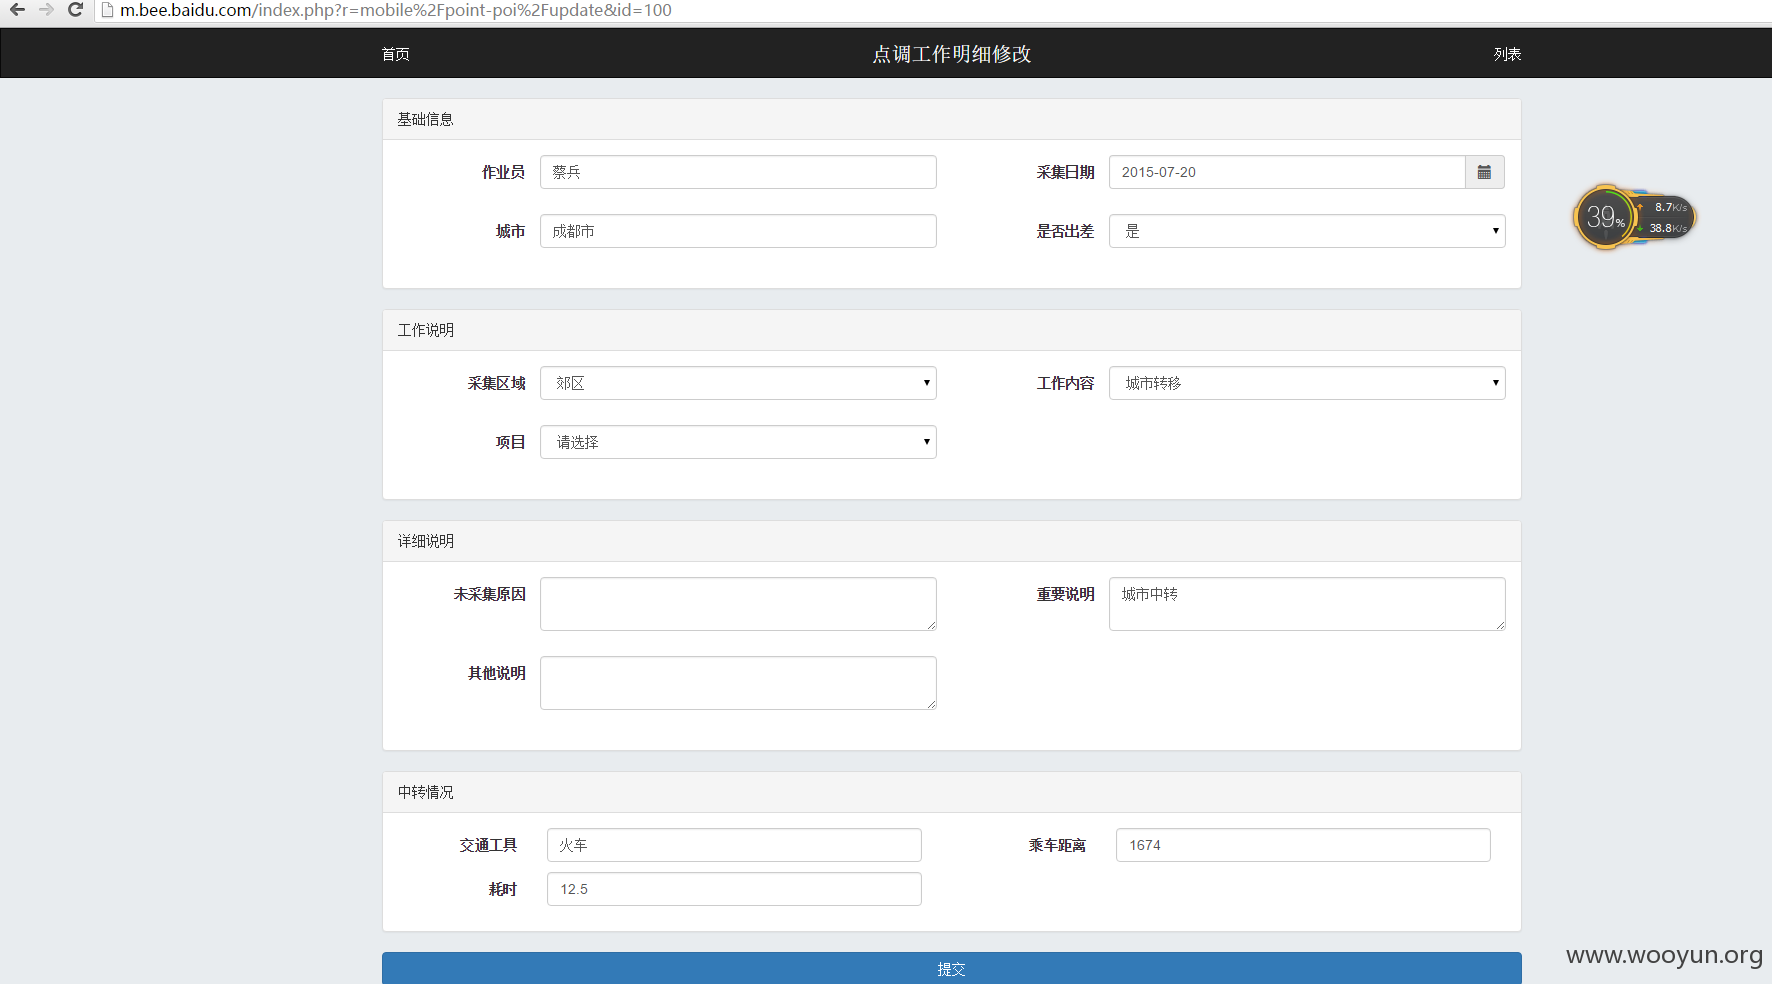 m.bee.baidu.com/index.php?r=mobile%2Fpoint-poi%2Fupdate&id=100
首页 点调工作明细修改 列表
基础信息
作业员 蔡兵 采集日期 2015-07-20
城市 成都市 是否出差 是
39% 8.7K/s
38.8K/s
工作说明
采集区域 郊区 工作内容 城市转移
项目 请选择
详细说明
未采集原因 重要说明 城市中转
其他说明
中转情况
交通工具 火车 乘车距离 1674
耗时 12.5
提交
www.wooyun.org